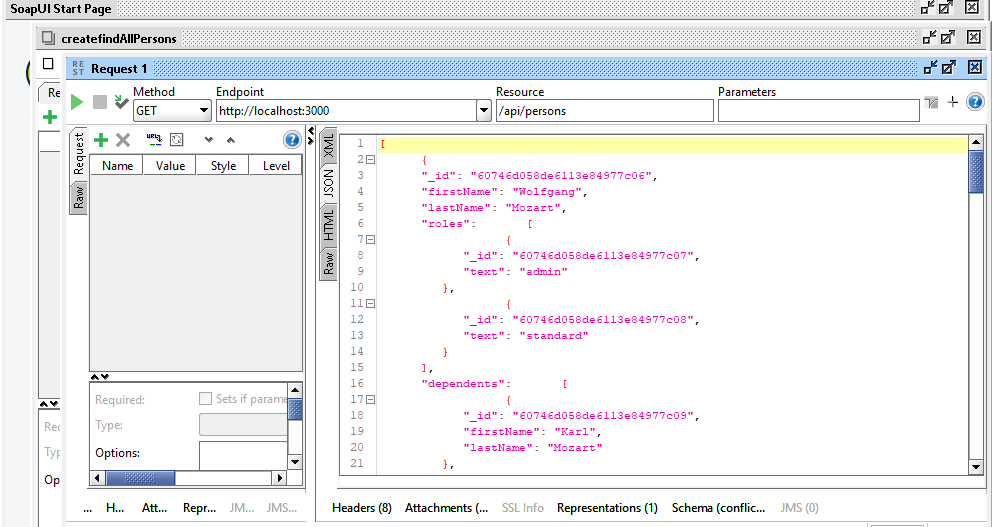 SoapUI Start Page
createfindAllPersons
RE
ST
Request 1
Re
Method
Endpoint
Resource
Parameters
GET
http://localhost:3000
/api/persons
Request
Raw
Name Value Style Level
Required:
Sets if parame
Type:
Options:
Rec
Typ
Op
... H... Att... Repr... JM... JMS...
XML
JSON
HTML
Raw
1 [
2 {
3 "_id": "60746d058de6113e84977c06",
4 "firstName": "Wolfgang",
5 "lastName": "Mozart",
6 "roles": [
7 {
8 "_id": "60746d058de6113e84977c07",
9 "text": "admin"
10 },
11 {
12 "_id": "60746d058de6113e84977c08",
13 "text": "standard"
14 }
15 ],
16 "dependents": [
17 {
18 "_id": "60746d058de6113e84977c09",
19 "firstName": "Karl",
20 "lastName": "Mozart"
21 },
Headers (8) Attachments (... SSL Info Representations (1) Schema (conflic... JMS (0)